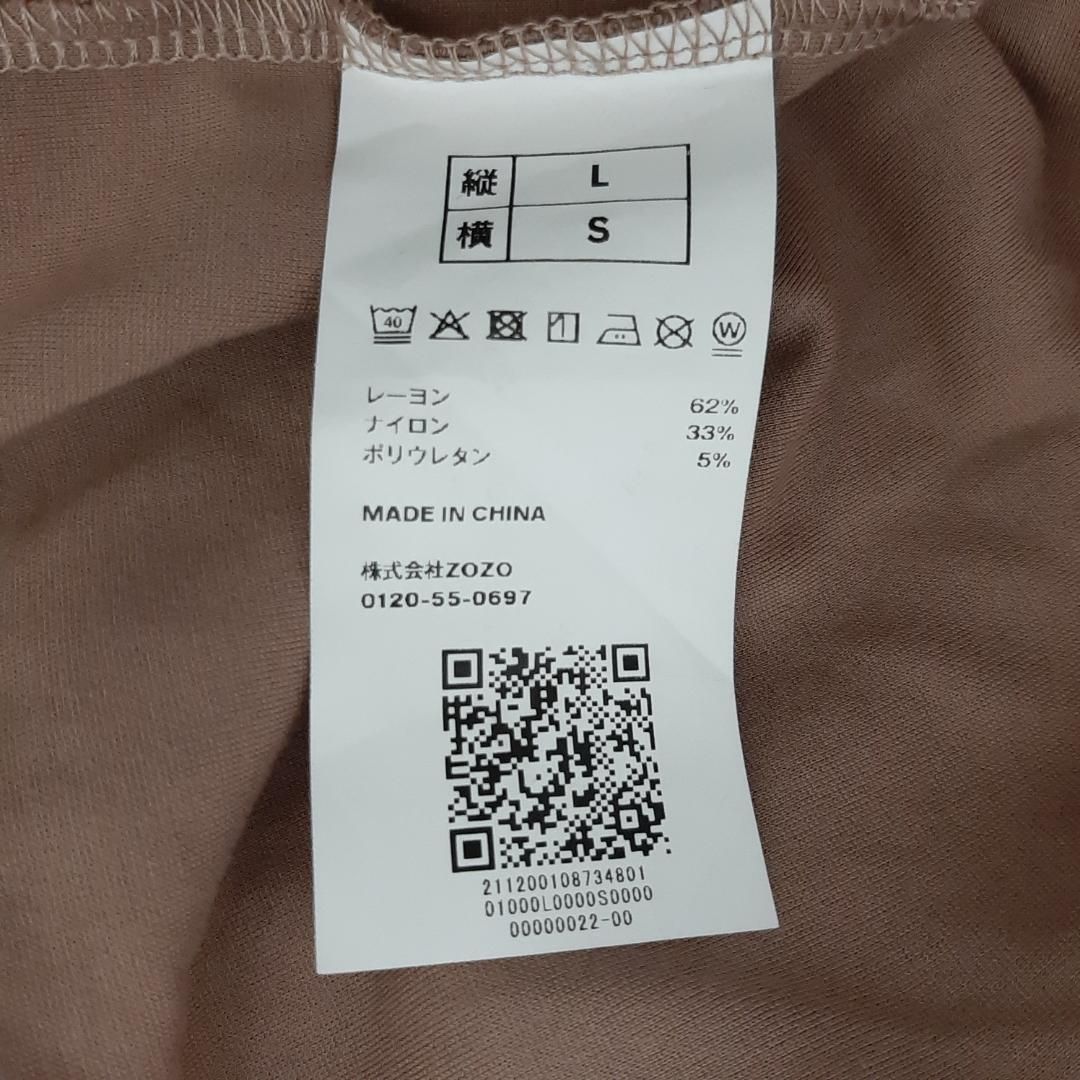 縦 L
横 S
40 W
レーヨン 62%
ナイロン 33%
ポリウレタン 5%
MADE IN CHINA
株式会社ZOZO
0120-55-0697
211200108734801
01000L0000S0000
00000022-00